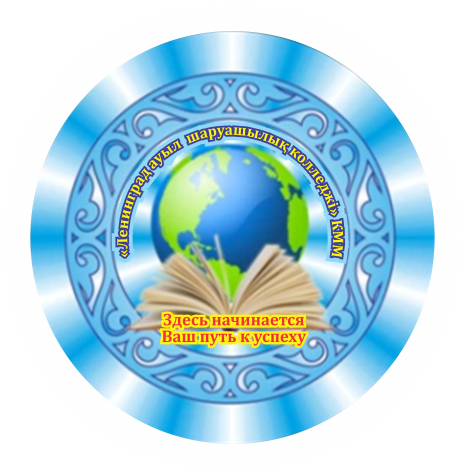 «Ленинград ауыл шаруашылық колледжі» КММ
Здесь начинается
Ваш путь к успеху